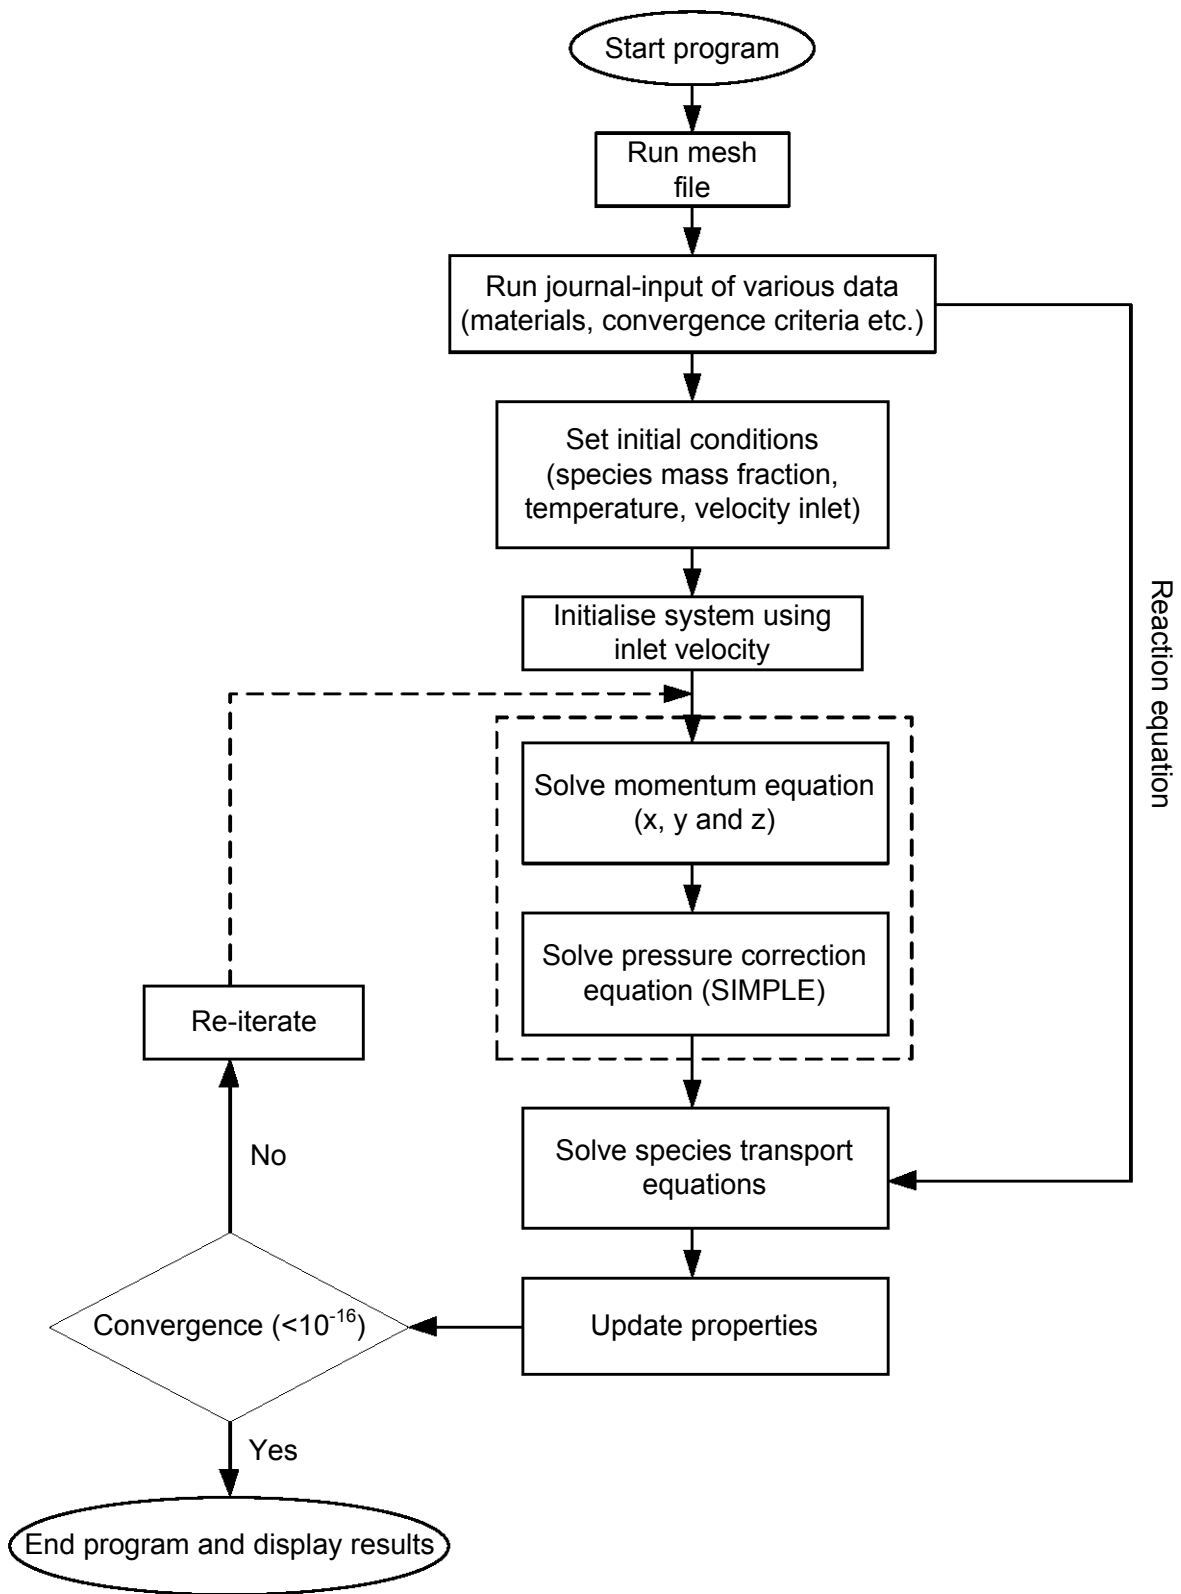 Start program
Run mesh
file
Run journal-input of various data
(materials, convergence criteria etc.)
Set initial conditions
(species mass fraction,
temperature, velocity inlet)
Initialise system using
inlet velocity
Reaction equation
Solve momentum equation
(x, y and z)
Solve pressure correction
equation (SIMPLE)
Re-iterate
Solve species transport
equations
No
Update properties
Convergence (<10⁻¹⁶)
Yes
End program and display results